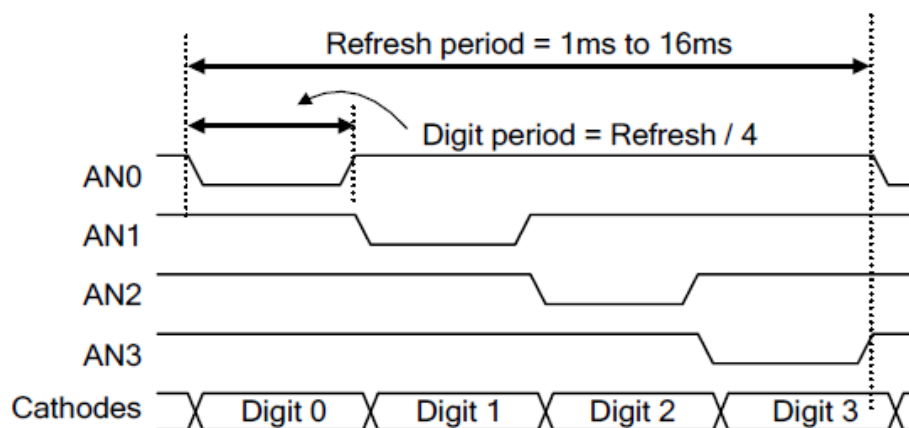 Refresh period = 1ms to 16ms
Digit period = Refresh / 4
AN0
AN1
AN2
AN3
Cathodes Digit 0 Digit 1 Digit 2 Digit 3